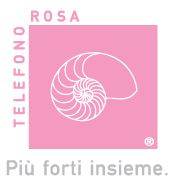 TELEFONO
ROSA
®
Più forti insieme.